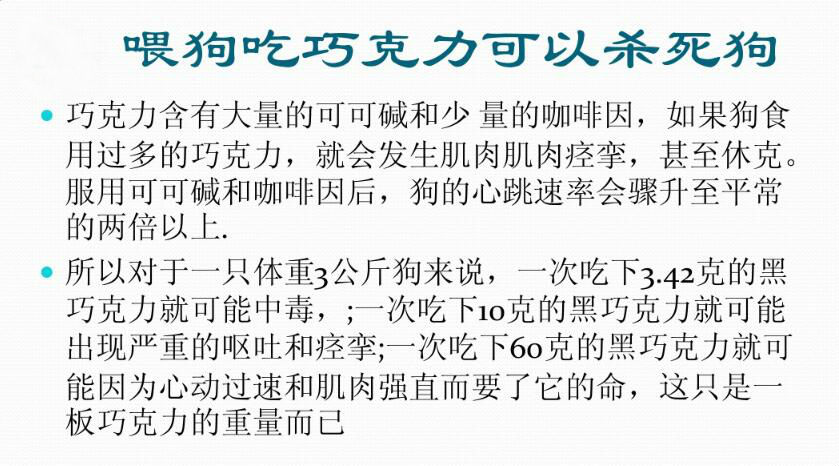 喂狗吃巧克力可以杀死狗
巧克力含有大量的可可碱和少 量的咖啡因，如果狗食
用过多的巧克力，就会发生肌肉肌肉痉挛，甚至休克。
服用可可碱和咖啡因后，狗的心跳速率会骤升至平常
的两倍以上.
所以对于一只体重3公斤狗来说，一次吃下3.42克的黑
巧克力就可能中毒，;一次吃下10克的黑巧克力就可能
出现严重的呕吐和痉挛;一次吃下60克的黑巧克力就可
能因为心动过速和肌肉强直而要了它的命，这只是一
板巧克力的重量而已